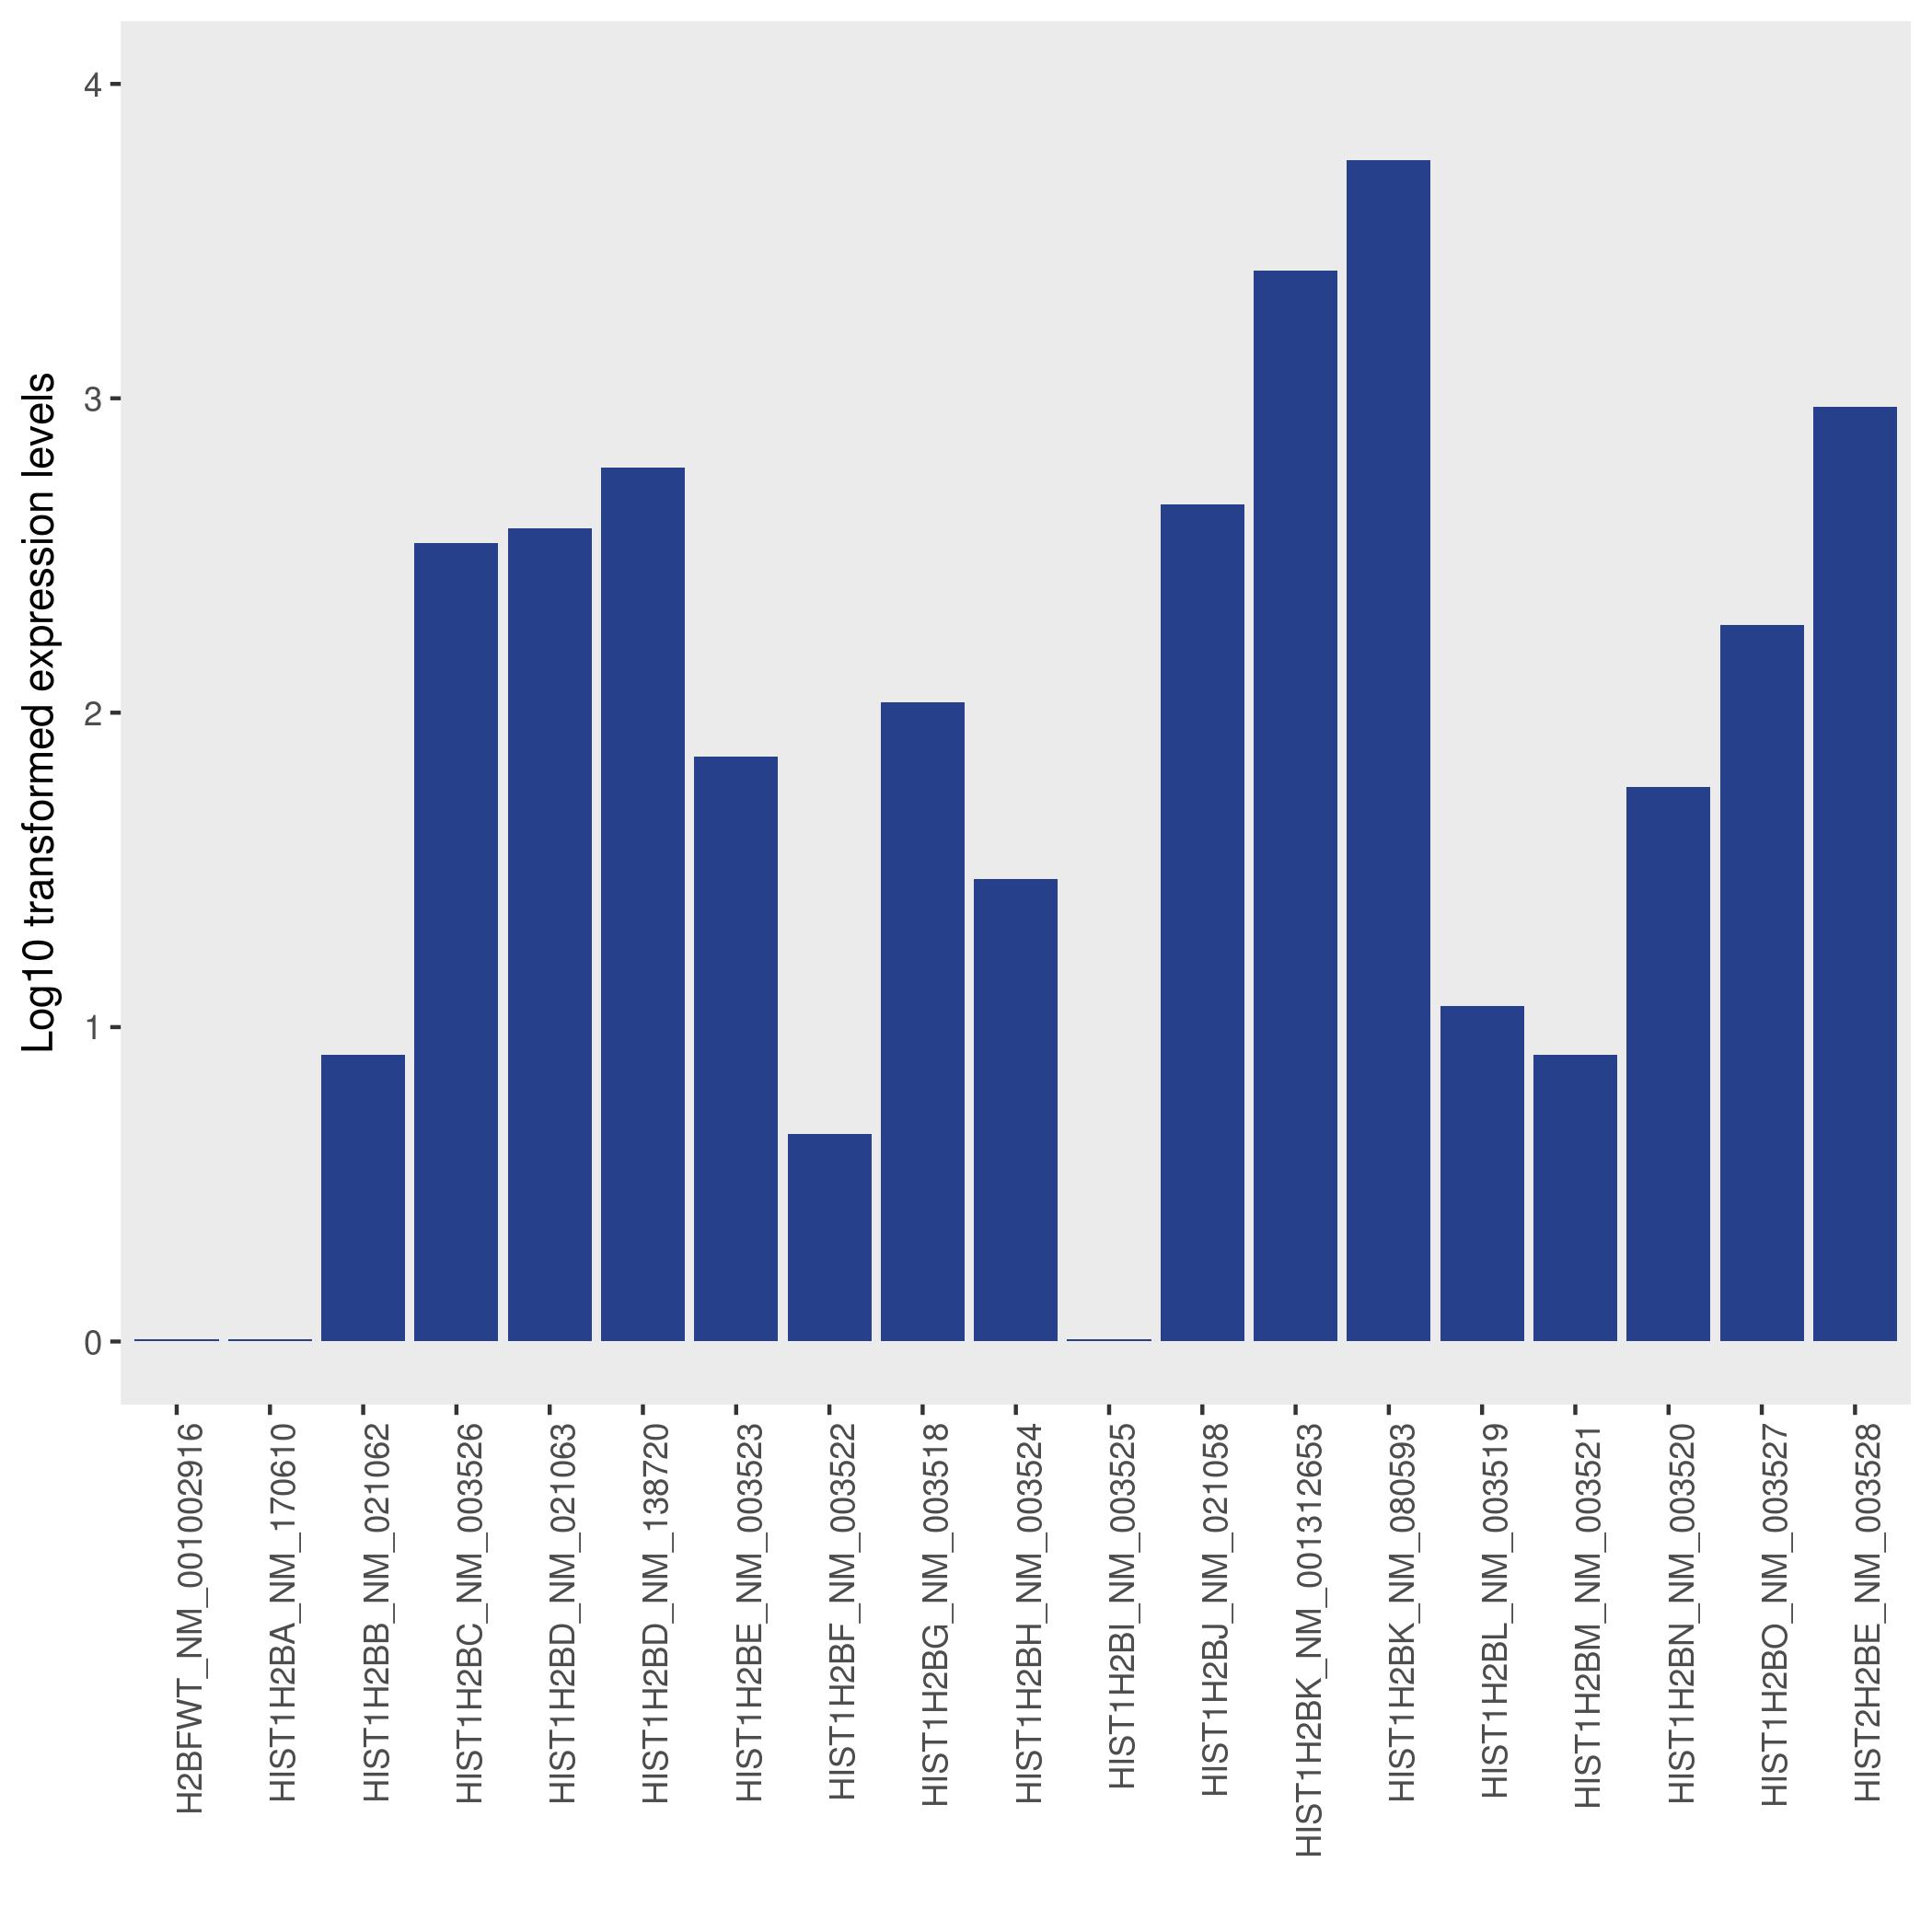 Log10 transformed expression levels
4
3
2
1
0
H2BFWT_NM_001002916
HIST1H2BA_NM_170610
HIST1H2BB_NM_021062
HIST1H2BC_NM_003526
HIST1H2BD_NM_021063
HIST1H2BD_NM_138720
HIST1H2BE_NM_003523
HIST1H2BF_NM_003522
HIST1H2BG_NM_003518
HIST1H2BH_NM_003524
HIST1H2BI_NM_003525
HIST1H2BJ_NM_021058
HIST1H2BK_NM_001312653
HIST1H2BK_NM_080593
HIST1H2BL_NM_003519
HIST1H2BM_NM_003521
HIST1H2BN_NM_003520
HIST1H2BO_NM_003527
HIST2H2BE_NM_003528